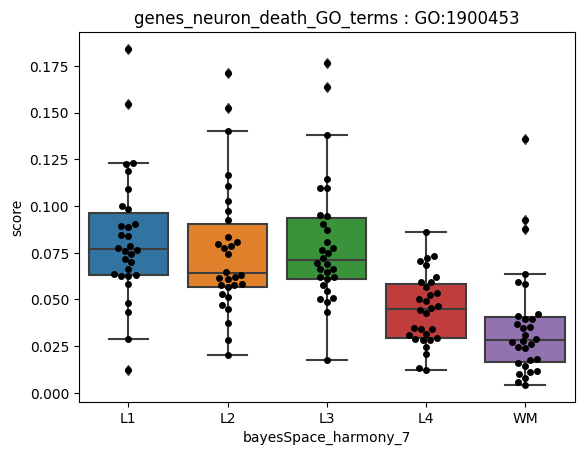 genes_neuron_death_GO_terms : GO:1900453
score
0.175
0.150
0.125
0.100
0.075
0.050
0.025
0.000
L1 L2 L3 L4 WM
bayesSpace_harmony_7